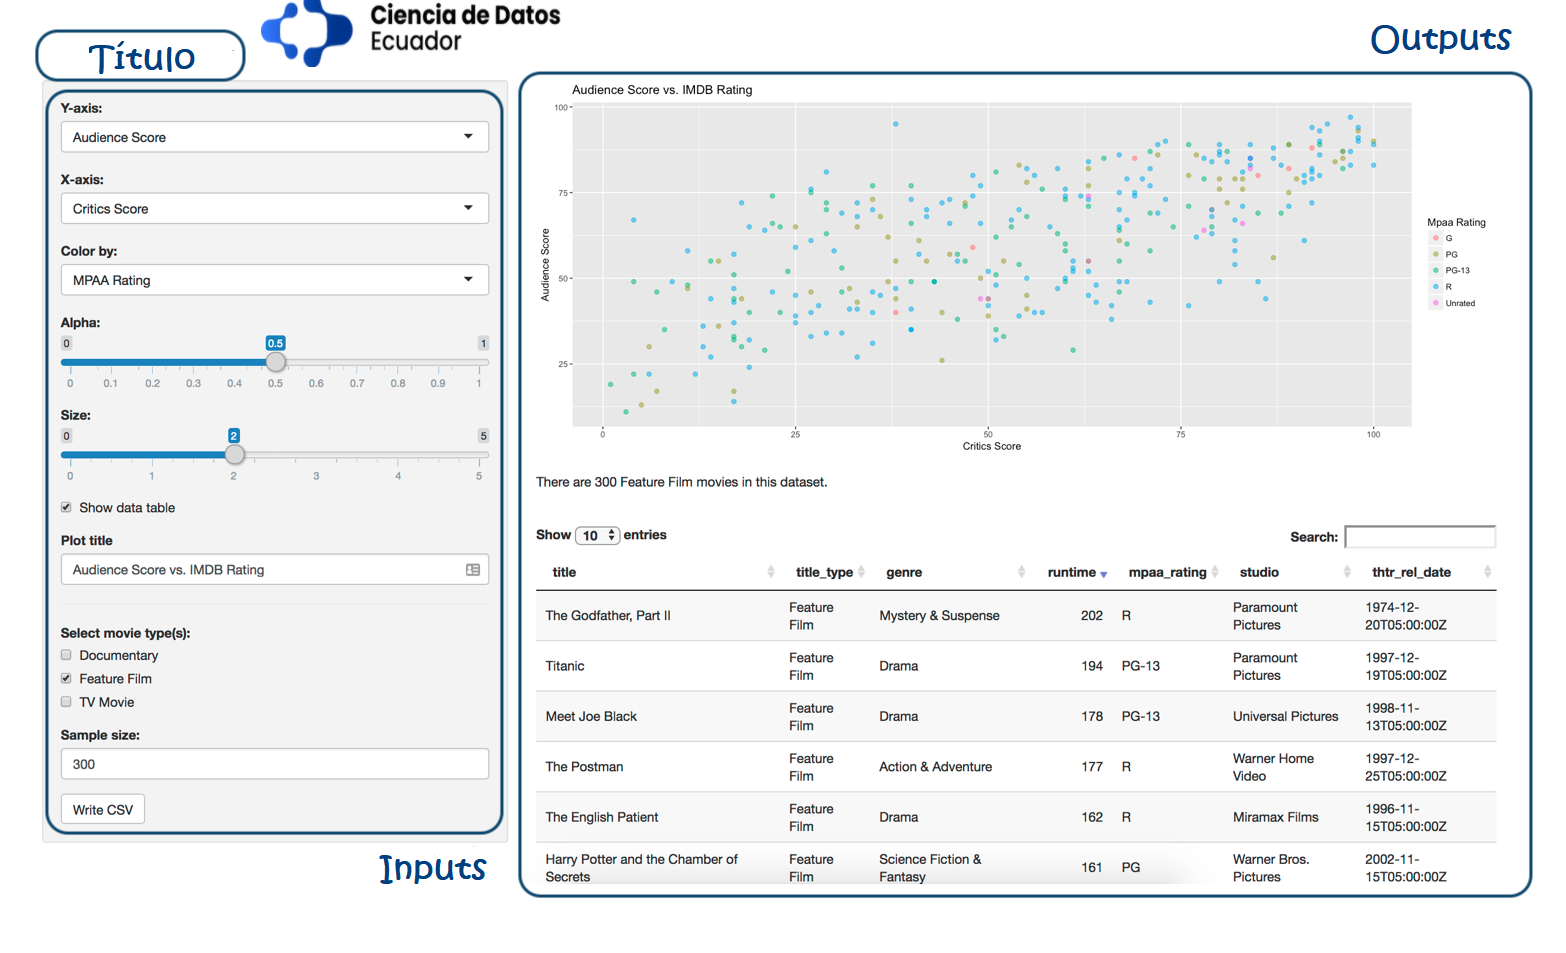 Ciencia de Datos
Ecuador
Título
Outputs
Y-axis:
Audience Score
X-axis:
Critics Score
Color by:
MPAA Rating
Alpha:
0 0.5 1
0 0.1 0.2 0.3 0.4 0.5 0.6 0.7 0.8 0.9 1
Size:
0 2 5
0 1 2 3 4 5
Show data table
Plot title
Audience Score vs. IMDB Rating
Select movie type(s):
Documentary
Feature Film
TV Movie
Sample size:
300
Write CSV
Inputs
Audience Score vs. IMDB Rating
100
75
50
25
Audience Score
0 25 50 75 100
Critics Score
Mpaa Rating
G
PG
PG-13
R
Unrated
There are 300 Feature Film movies in this dataset.
Show 10 entries
Search:
title title_type genre runtime mpaa_rating studio thtr_rel_date
The Godfather, Part II Feature Film Mystery & Suspense 202 R Paramount Pictures 1974-12-20T05:00:00Z
Titanic Feature Film Drama 194 PG-13 Paramount Pictures 1997-12-19T05:00:00Z
Meet Joe Black Feature Film Drama 178 PG-13 Universal Pictures 1998-11-13T05:00:00Z
The Postman Feature Film Action & Adventure 177 R Warner Home Video 1997-12-25T05:00:00Z
The English Patient Feature Film Drama 162 R Miramax Films 1996-11-15T05:00:00Z
Harry Potter and the Chamber of Secrets Feature Film Science Fiction & Fantasy 161 PG Warner Bros. Pictures 2002-11-15T05:00:00Z